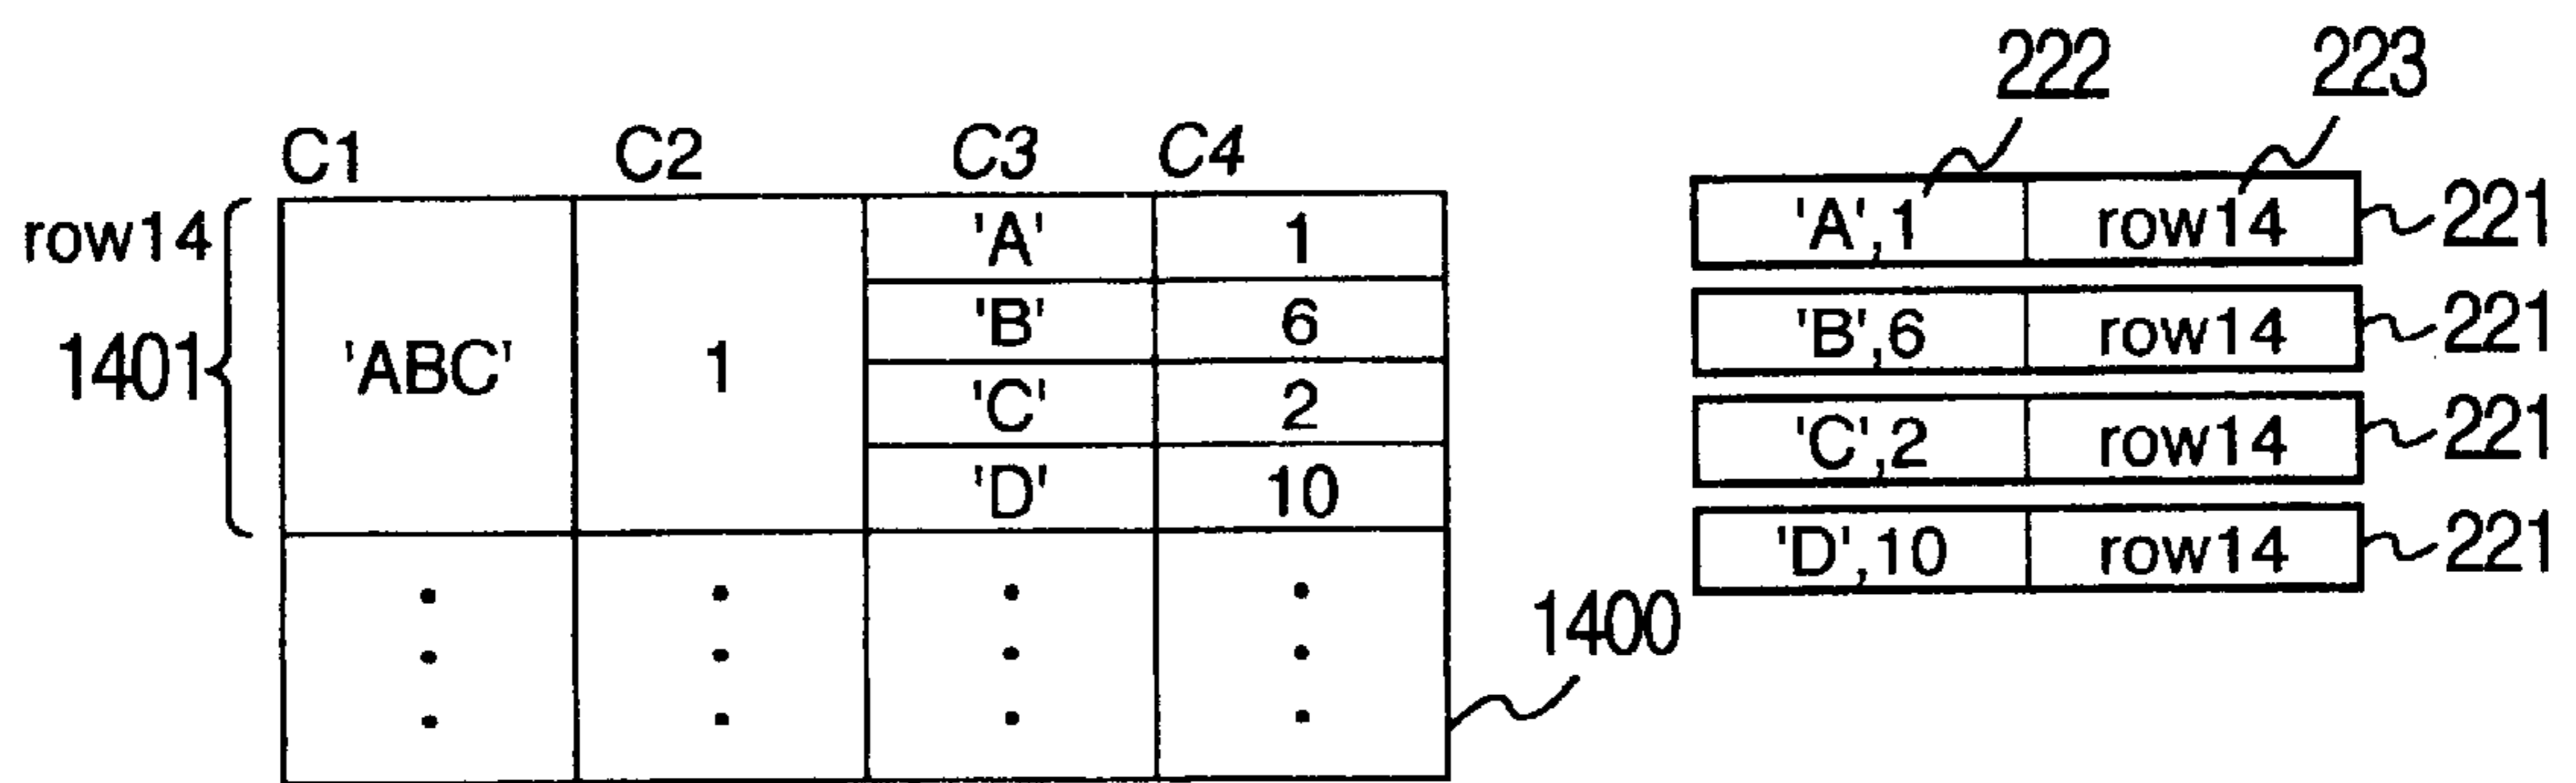 222 223
C1 C2 C3 C4
row14 'A' 1 'A',1 row14 221
1401 'ABC' 1 'B' 6 'B',6 row14 221
'C' 2 'C',2 row14 221
'D' 10 'D',10 row14 221
1400